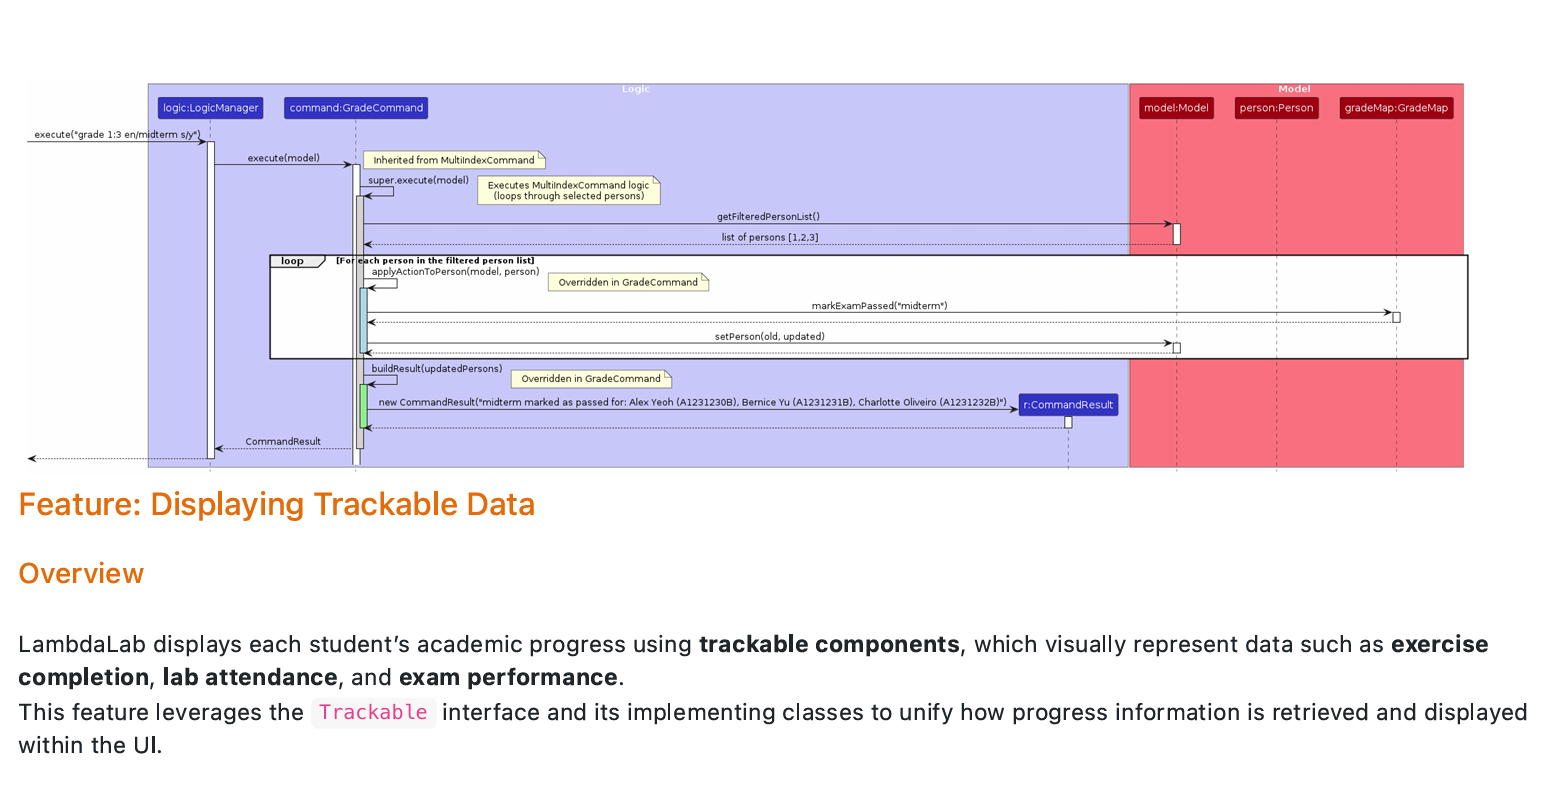 Logic
Model
logic:LogicManager
command:GradeCommand
model:Model
person:Person
gradeMap:GradeMap
execute("grade 1:3 en/midterm s/y")
execute(model)
Inherited from MultiIndexCommand
super.execute(model)
Executes MultiIndexCommand logic
(loops through selected persons)
getFilteredPersonList()
list of persons [1,2,3]
loop
[For each person in the filtered person list]
applyActionToPerson(model, person)
Overridden in GradeCommand
markExamPassed("midterm")
setPerson(old, updated)
buildResult(updatedPersons)
Overridden in GradeCommand
new CommandResult("midterm marked as passed for: Alex Yeoh (A1231230B), Bernice Yu (A1231231B), Charlotte Oliveiro (A1231232B)")
r:CommandResult
CommandResult
Feature: Displaying Trackable Data
Overview
LambdaLab displays each student’s academic progress using trackable components, which visually represent data such as exercise
completion, lab attendance, and exam performance.
This feature leverages the Trackable interface and its implementing classes to unify how progress information is retrieved and displayed
within the UI.